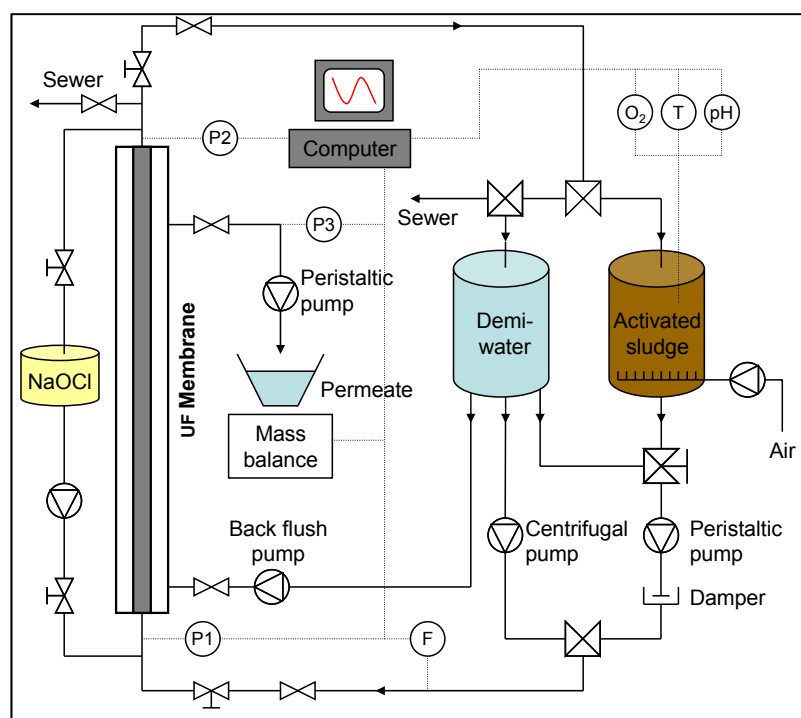 Sewer
O2
T
pH
P2
Computer
Sewer
P3
Peristaltic
pump
Demi-
water
Activated
sludge
NaOCl
UF Membrane
Permeate
Mass
balance
Air
Back flush
pump
Centrifugal
pump
Peristaltic
pump
Damper
P1
F